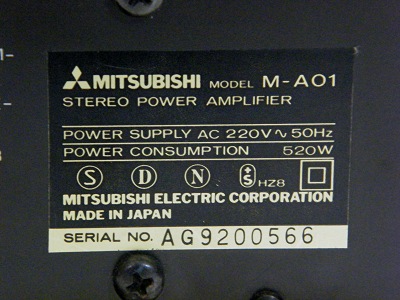 MITSUBISHI MODEL M-A01
STEREO POWER AMPLIFIER
POWER SUPPLY AC 220V~50Hz
POWER CONSUMPTION 520W
S D N S HZ8
MITSUBISHI ELECTRIC CORPORATION
MADE IN JAPAN
SERIAL NO. AG9200566